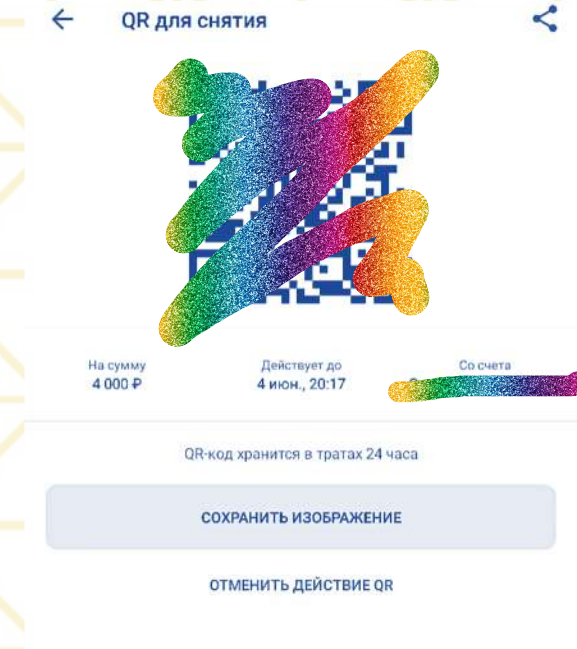 QR для снятия
На сумму
4 000 ₽
Действует до
4 июн., 20:17
Со счета
QR-код хранится в тратах 24 часа
СОХРАНИТЬ ИЗОБРАЖЕНИЕ
ОТМЕНИТЬ ДЕЙСТВИЕ QR